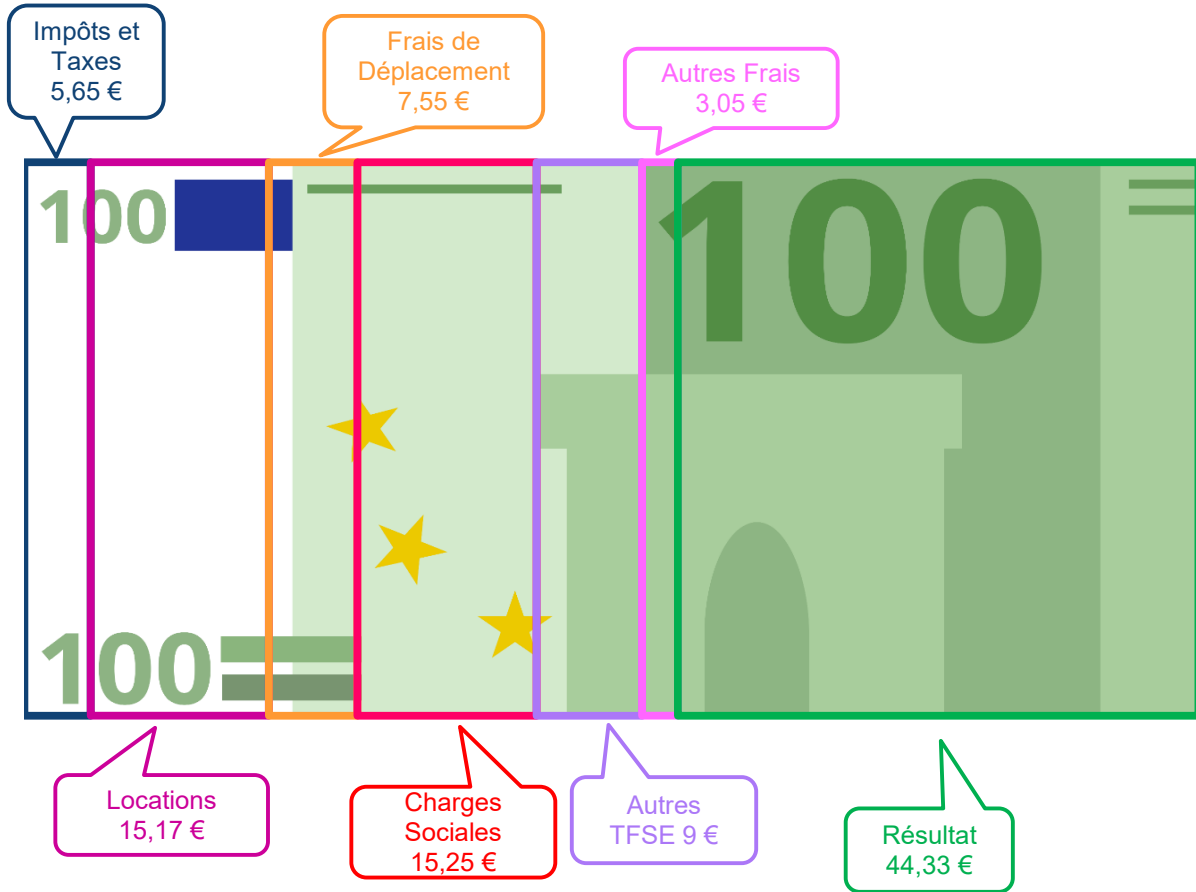 Impôts et
Taxes
5,65 €
Frais de
Déplacement
7,55 €
Autres Frais
3,05 €
100
100
100
Locations
15,17 €
Charges
Sociales
15,25 €
Autres
TFSE 9 €
Résultat
44,33 €